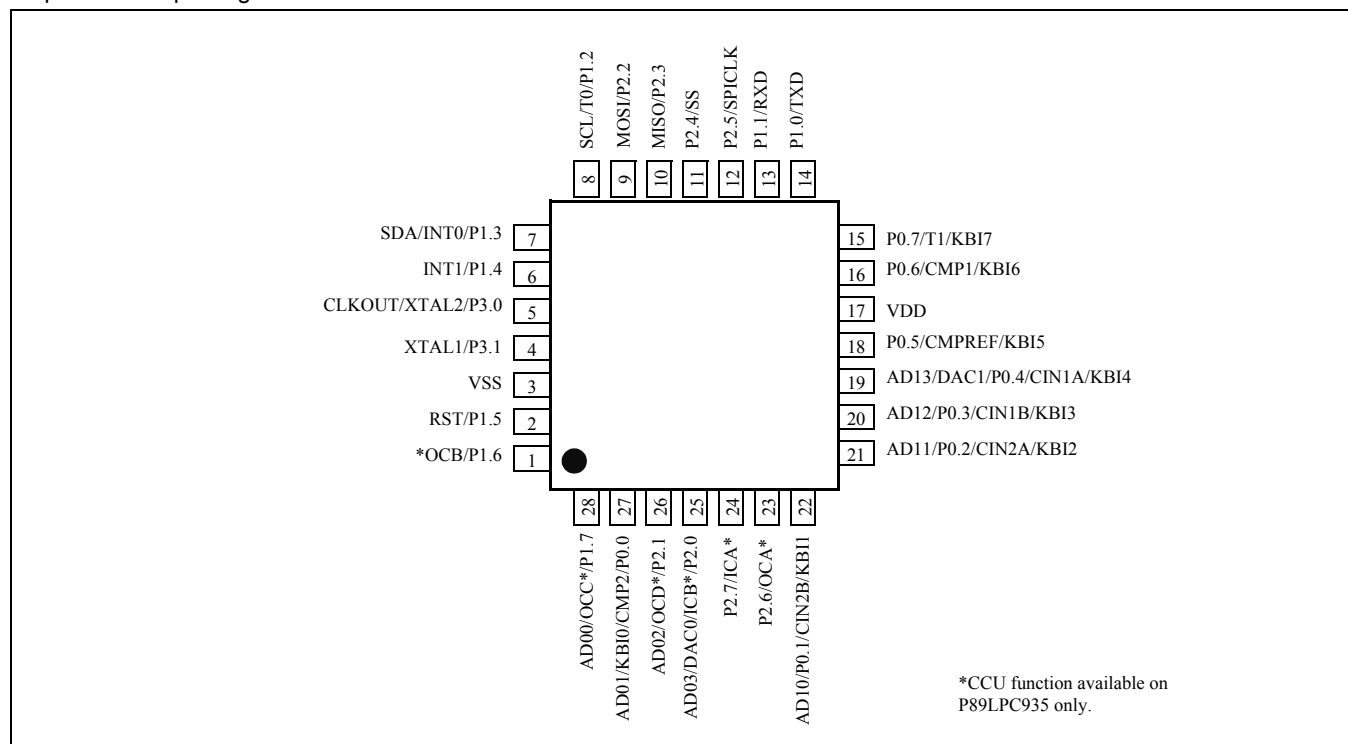 SCL/T0/P1.2
MOSI/P2.2
MISO/P2.3
P2.4/SS
P2.5/SPICLK
P1.1/RXD
P1.0/TXD
8
9
10
11
12
13
14
SDA/INT0/P1.3 7
INT1/P1.4 6
CLKOUT/XTAL2/P3.0 5
XTAL1/P3.1 4
VSS 3
RST/P1.5 2
*OCB/P1.6 1
15 P0.7/T1/KBI7
16 P0.6/CMP1/KBI6
17 VDD
18 P0.5/CMPREF/KBI5
19 AD13/DAC1/P0.4/CIN1A/KBI4
20 AD12/P0.3/CIN1B/KBI3
21 AD11/P0.2/CIN2A/KBI2
28
27
26
25
24
23
22
AD00/OCC*/P1.7
AD01/KBI0/CMP2/P0.0
AD02/OCD*/P2.1
AD03/DAC0/ICB*/P2.0
P2.7/ICA*
P2.6/OCA*
AD10/P0.1/CIN2B/KBI1
*CCU function available on
P89LPC935 only.